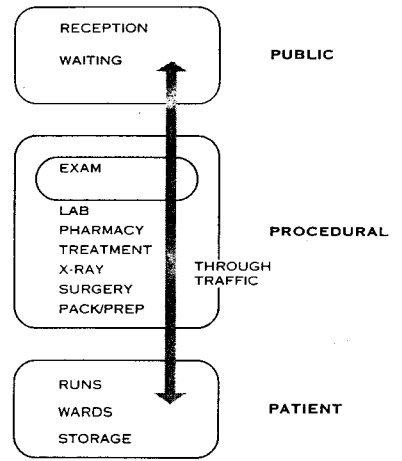 RECEPTION
WAITING
PUBLIC
EXAM
LAB
PHARMACY
TREATMENT
X-RAY
SURGERY
PACK/PREP
PROCEDURAL
THROUGH
TRAFFIC
RUNS
WARDS
STORAGE
PATIENT